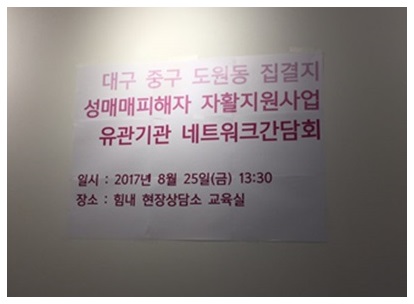 대구 중구 도원동 집결지
성매매피해자 자활지원사업
유관기관 네트워크간담회
일시 : 2017년 8월 25일(금) 13:30
장소 : 힘내 현장상담소 교육실